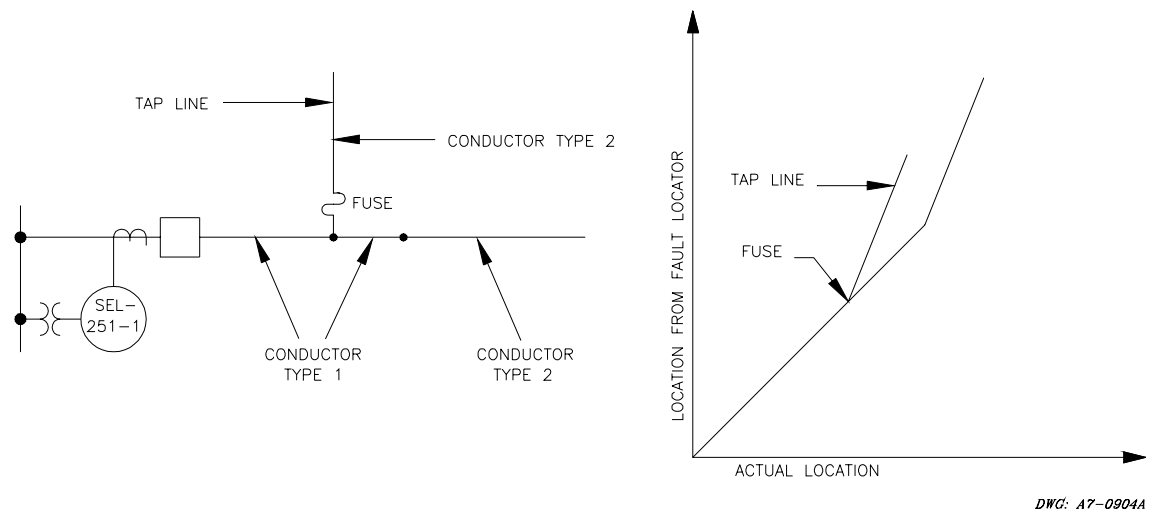 TAP LINE
CONDUCTOR TYPE 2
FUSE
SEL-
251-1
CONDUCTOR
TYPE 1
CONDUCTOR
TYPE 2
LOCATION FROM FAULT LOCATOR
TAP LINE
FUSE
ACTUAL LOCATION
DWG: A7-0904A